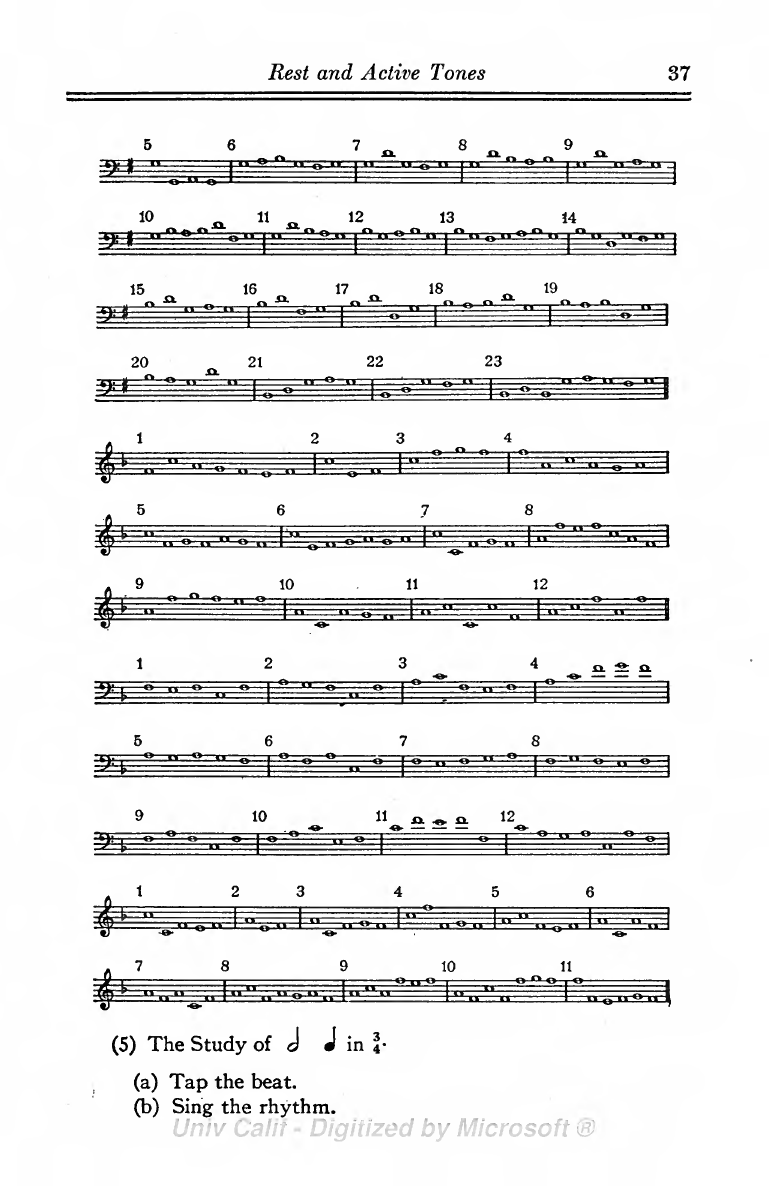 Rest and Active Tones 37
5 6 7 8 9
10 11 12 13 14
15 16 17 18 19
20 21 22 23
1 2 3 4
5 6 7 8
9 10 11 12
1 2 3 4
5 6 7 8
9 10 11 12
1 2 3 4 5 6
7 8 9 10 11
(5) The Study of 𝅗𝅥 ♩ in 3/4.
(a) Tap the beat.
(b) Sing the rhythm.
Univ Calif - Digitized by Microsoft ®